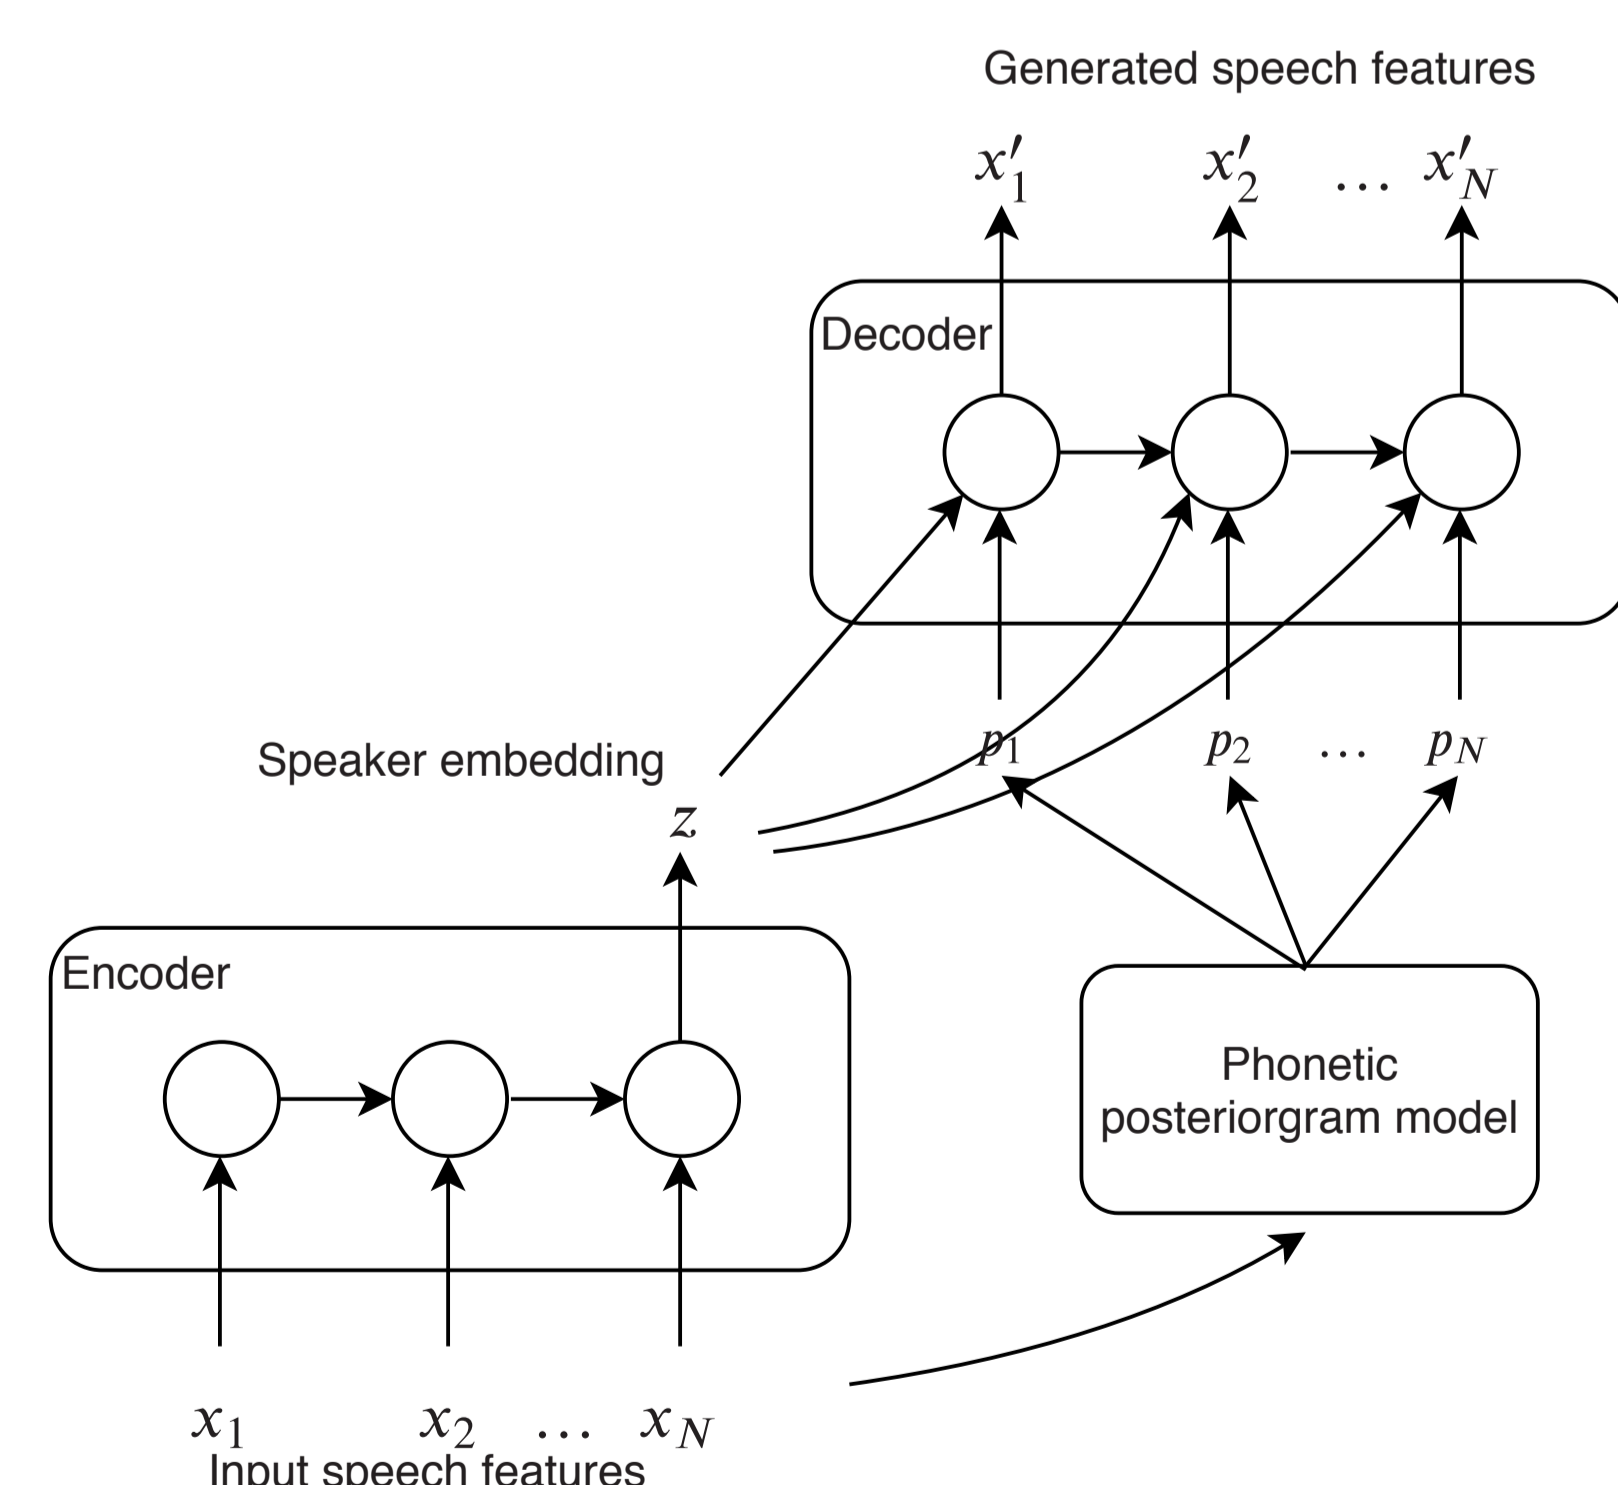 Generated speech features
x′1 x′2 … x′N
Decoder
p1 p2 … pN
Speaker embedding
z
Encoder
Phonetic
posteriorgram model
x1 x2 … xN
Input speech features